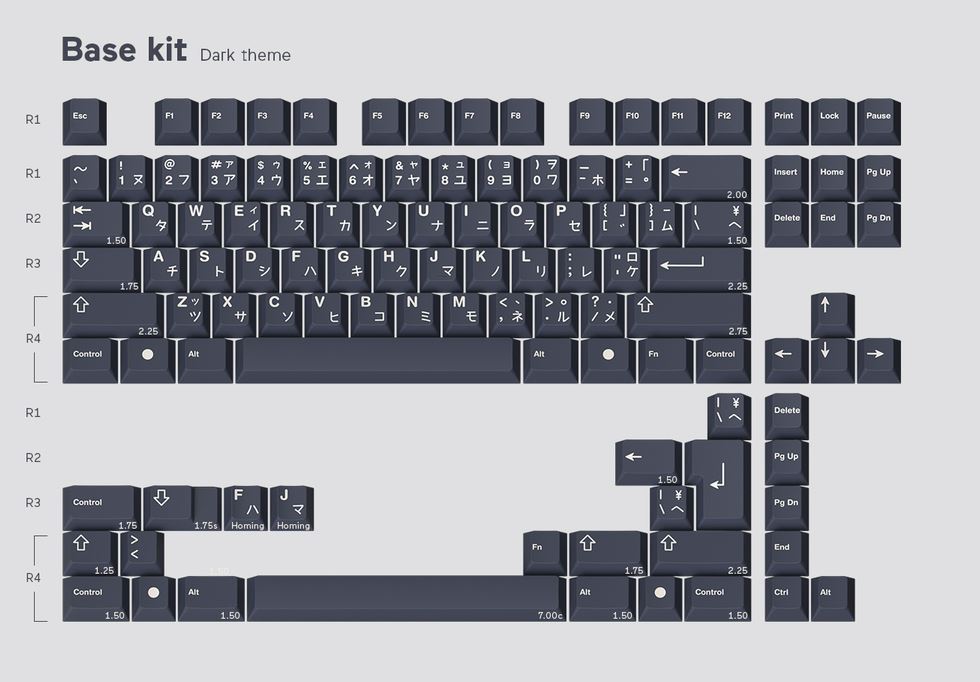 Base kit Dark theme
R1 Esc F1 F2 F3 F4 F5 F6 F7 F8 F9 F10 F11 F12 Print Lock Pause
R1 ~ ` ! 1 ヌ @ 2 フ # ァ 3 ア $ ゥ 4 ウ % ェ 5 エ ^ ォ 6 オ & ャ 7 ヤ * ュ 8 ユ ( ョ 9 ヨ ) ヲ 0 ワ _ - ホ + 「 = ° ← 2.00 Insert Home Pg Up
R2 ⇤ ⇥ 1.50 Q タ W テ E ィ イ R ス T カ Y ン U ナ I ニ O ラ P セ { 」 [ ゛ } ー ] ム | ¥ \ ヘ 1.50 Delete End Pg Dn
R3 ⇩ 1.75 A チ S ト D シ F ハ G キ H ク J マ K ノ L リ : ; レ " ロ ' ケ ⟵ 2.25
⇧ 2.25 Z ッ ツ X サ C ソ V ヒ B コ N ミ M モ < 、 , ネ > 。 . ル ? ・ / メ ⇧ 2.75 ↑
R4
Control Alt Alt Fn Control ← ↓ →
R1 | ¥ \ ヘ Delete
R2 ← 1.50 ↵ Pg Up
R3 Control 1.75 ⇩ 1.75s F ハ Homing J マ Homing | ¥ \ ヘ Pg Dn
⇧ 1.25 > < 1.50 Fn ⇧ 1.75 ⇧ 2.25 End
R4
Control 1.50 Alt 1.50 7.00c Alt 1.50 Control 1.50 Ctrl Alt